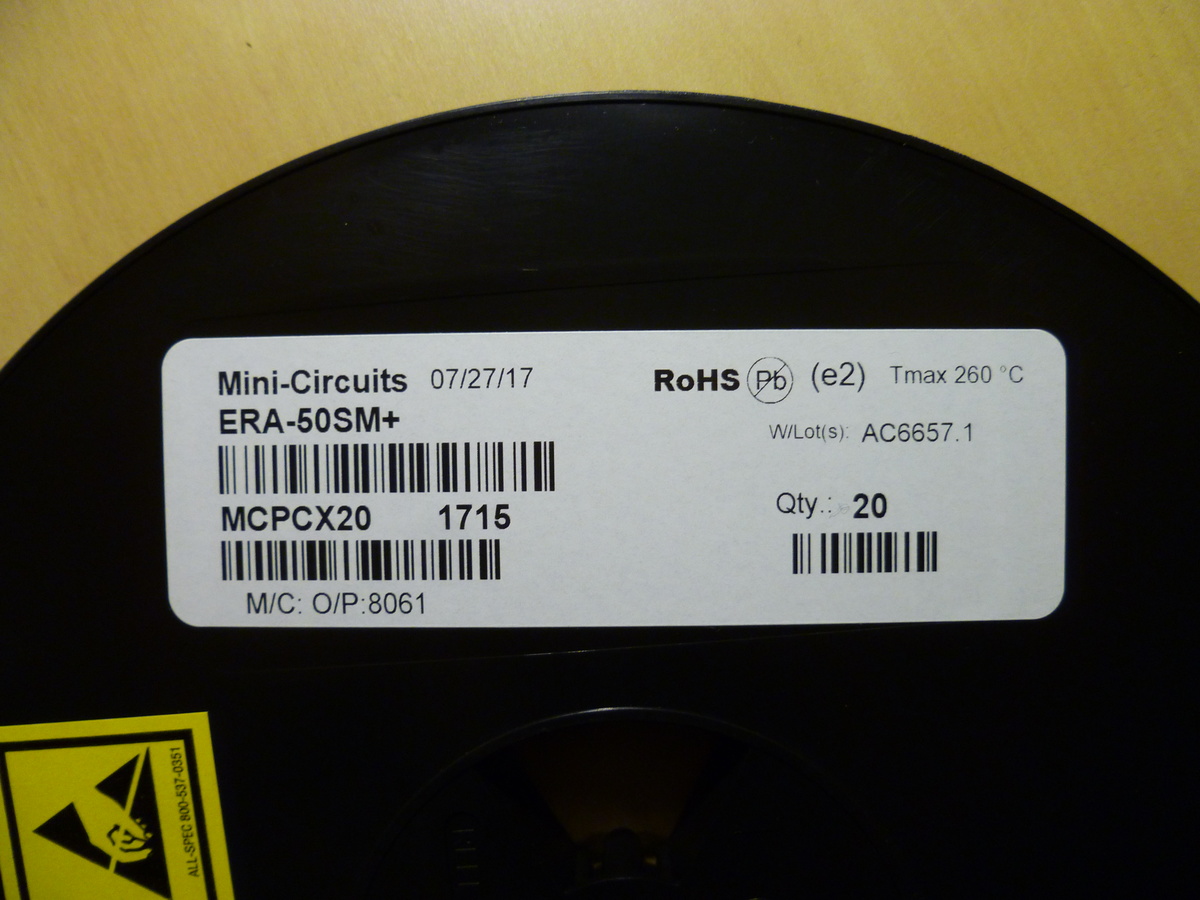 Mini-Circuits 07/27/17
ERA-50SM+
MCPCX20 1715
M/C: O/P:8061
RoHS Pb (e2) Tmax 260 °C
W/Lot(s): AC6657.1
Qty.: 20
ALL-SPEC 800-537-0351